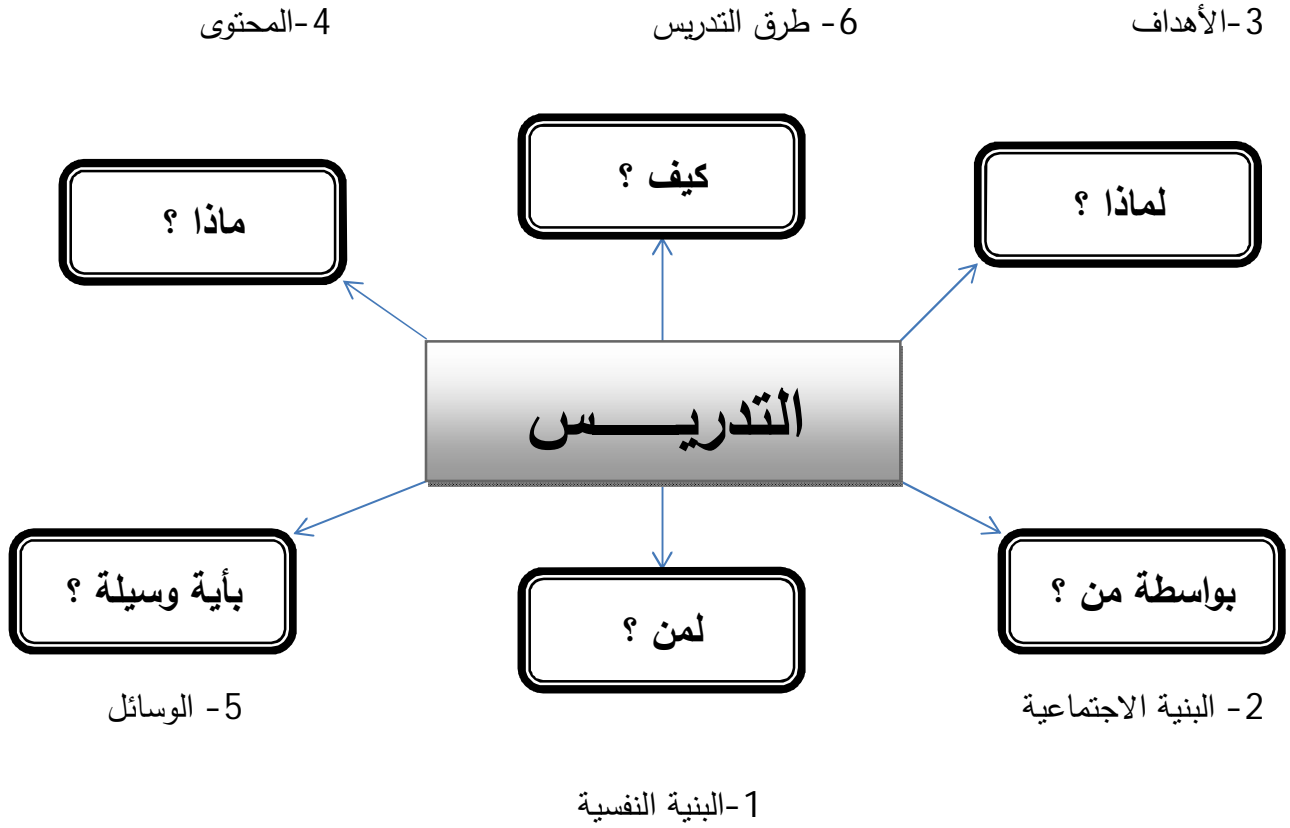 3-الأهداف
6- طرق التدريس
4-المحتوى
كيف ؟
لماذا ؟
ماذا ؟
التدريــــــس
بواسطة من ؟
بأية وسيلة ؟
لمن ؟
2- البنية الاجتماعية
5- الوسائل
1-البنية النفسية